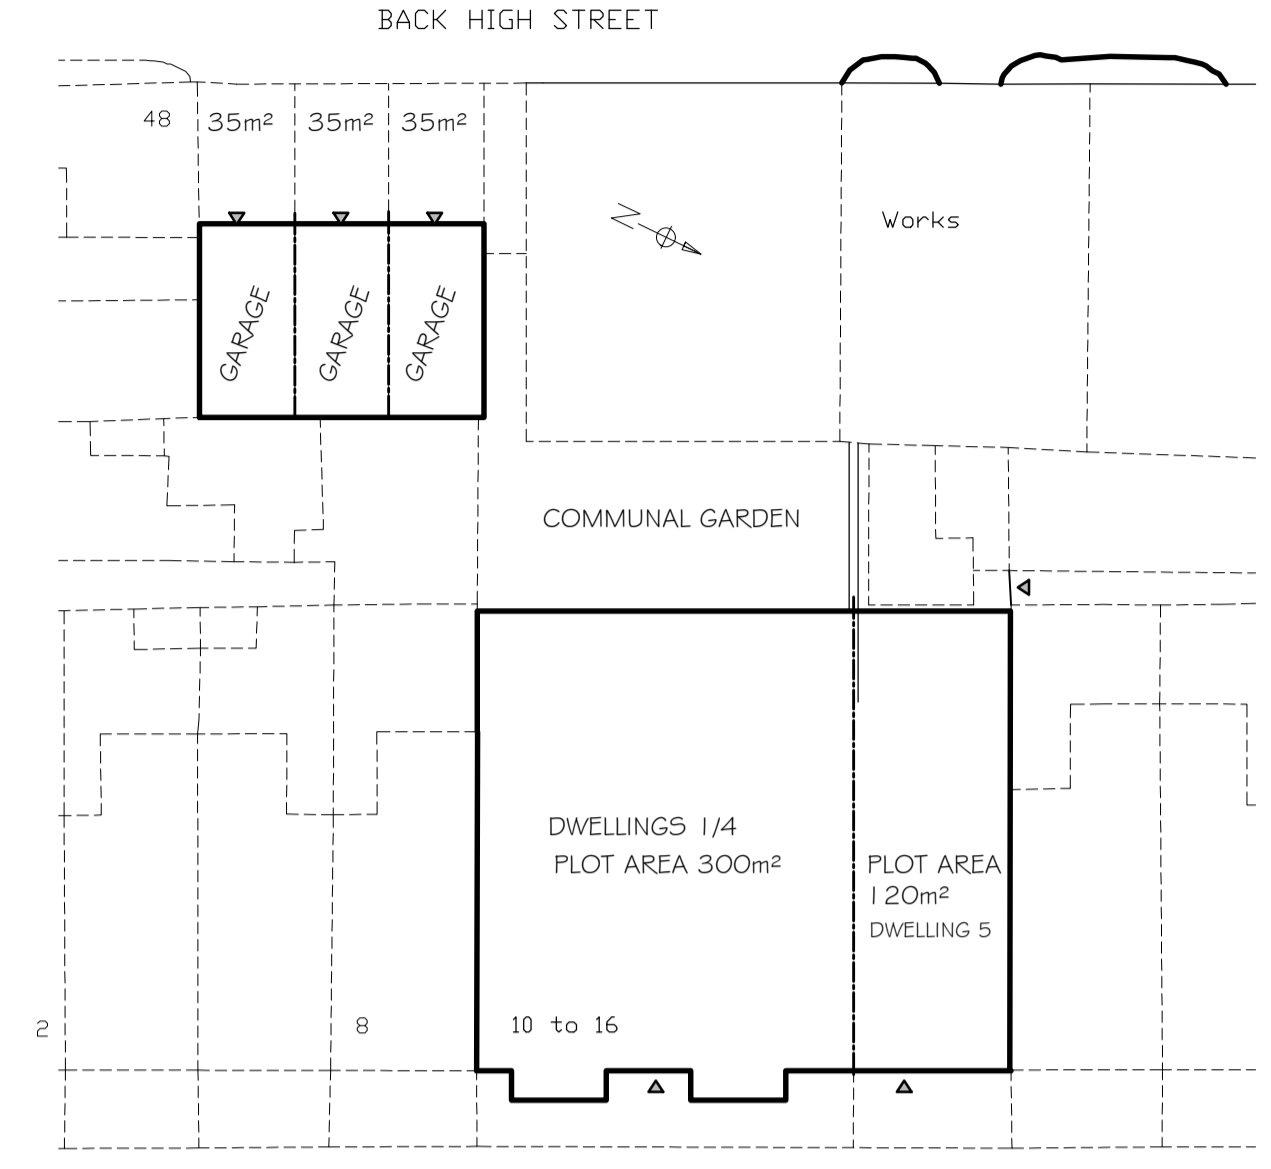 BACK HIGH STREET
48
35m²
35m²
35m²
N
Works
GARAGE
GARAGE
GARAGE
COMMUNAL GARDEN
DWELLINGS 1/4
PLOT AREA 300m²
PLOT AREA
120m²
DWELLING 5
10 to 16
2
8